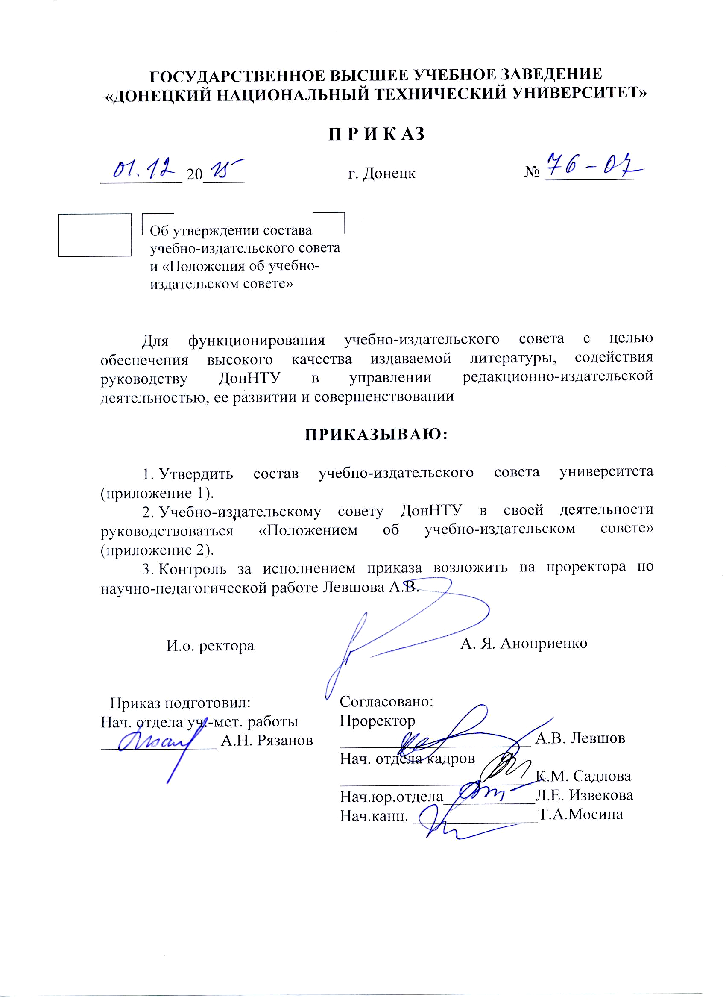 ГОСУДАРСТВЕННОЕ ВЫСШЕЕ УЧЕБНОЕ ЗАВЕДЕНИЕ
«ДОНЕЦКИЙ НАЦИОНАЛЬНЫЙ ТЕХНИЧЕСКИЙ УНИВЕРСИТЕТ»
П Р И К АЗ
01.12 2015 г. Донецк № 76-07
Об утверждении состава
учебно-издательского совета
и «Положения об учебно-
издательском совете»
Для функционирования учебно-издательского совета с целью
обеспечения высокого качества издаваемой литературы, содействия
руководству ДонНТУ в управлении редакционно-издательской
деятельностью, ее развитии и совершенствовании
ПРИКАЗЫВАЮ:
1. Утвердить состав учебно-издательского совета университета
(приложение 1).
2. Учебно-издательскому совету ДонНТУ в своей деятельности
руководствоваться «Положением об учебно-издательском совете»
(приложение 2).
3. Контроль за исполнением приказа возложить на проректора по
научно-педагогической работе Левшова А.В.
И.о. ректора А. Я. Аноприенко
Приказ подготовил:
Нач. отдела уч.-мет. работы
А.Н. Рязанов
Согласовано:
Проректор
А.В. Левшов
Нач. отдела кадров
К.М. Садлова
Нач.юр.отдела Л.Е. Извекова
Нач.канц. Т.А.Мосина